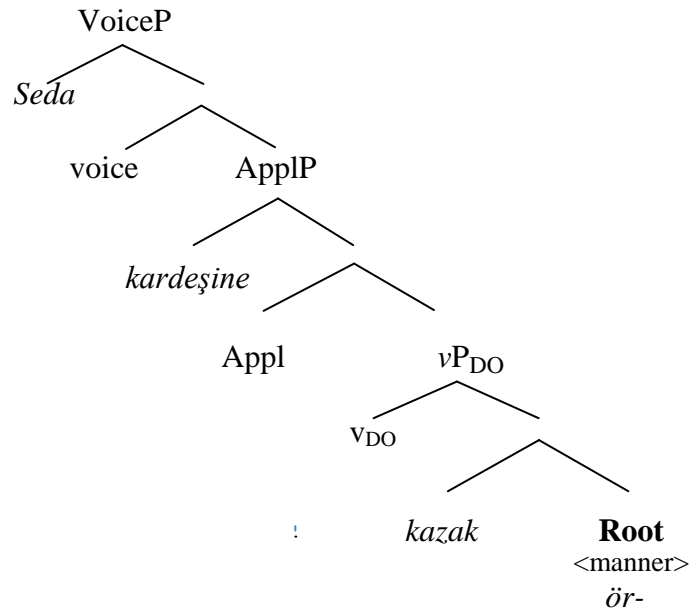 VoiceP
Seda
voice ApplP
kardeşine
Appl vP_DO
v_DO
kazak Root
<manner>
ör-